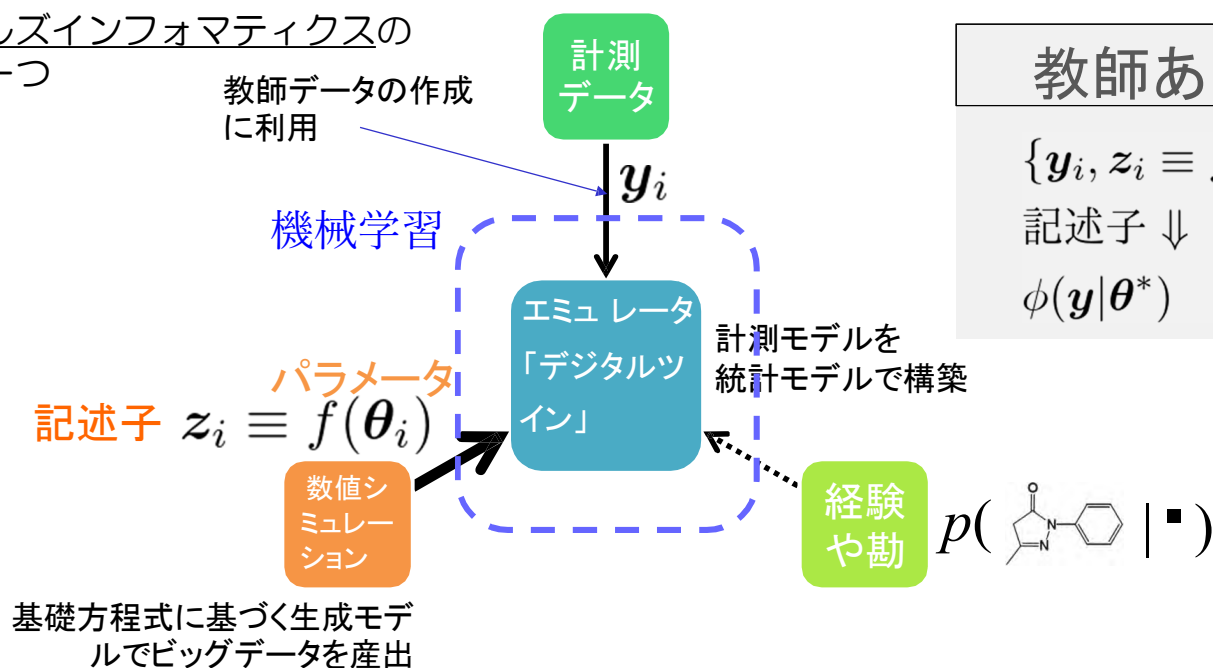 ルズインフォマティクスの
一つ
教師データの作成
に利用
計測
データ
y_i
機械学習
エミュレータ
「デジタルツ
イン」
計測モデルを
統計モデルで構築
パラメータ
記述子 z_i ≡ f(θ_i)
数値シ
ミュレー
ション
基礎方程式に基づく生成モデ
ルでビッグデータを産出
経験
や勘
p( O N N | ▪)
教師あ
{y_i, z_i ≡
記述子 ⇓
ϕ(y|θ*)